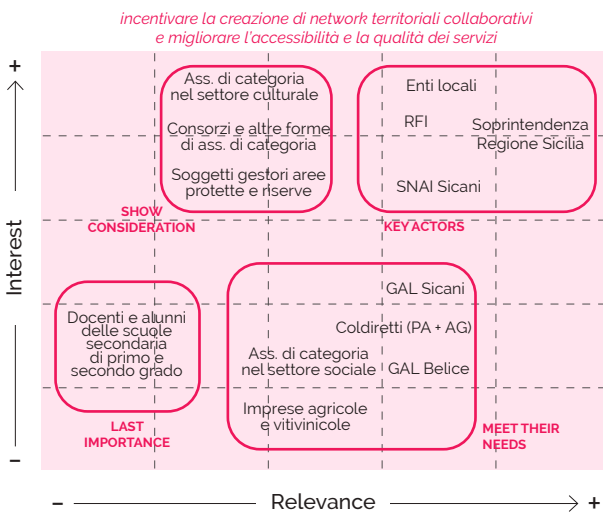 incentivare la creazione di network territoriali collaborativi
e migliorare l'accessibilità e la qualità dei servizi
+
Interest
–
Ass. di categoria
nel settore culturale
Consorzi e altre forme
di ass. di categoria
Soggetti gestori aree
protette e riserve
SHOW
CONSIDERATION
Enti locali
RFI
Soprintendenza
Regione Sicilia
SNAI Sicani
KEY ACTORS
Docenti e alunni
delle scuole
secondaria
di primo e
secondo grado
LAST
IMPORTANCE
GAL Sicani
Coldiretti (PA + AG)
Ass. di categoria
nel settore sociale
GAL Belice
Imprese agricole
e vitivinicole
MEET THEIR
NEEDS
– Relevance +